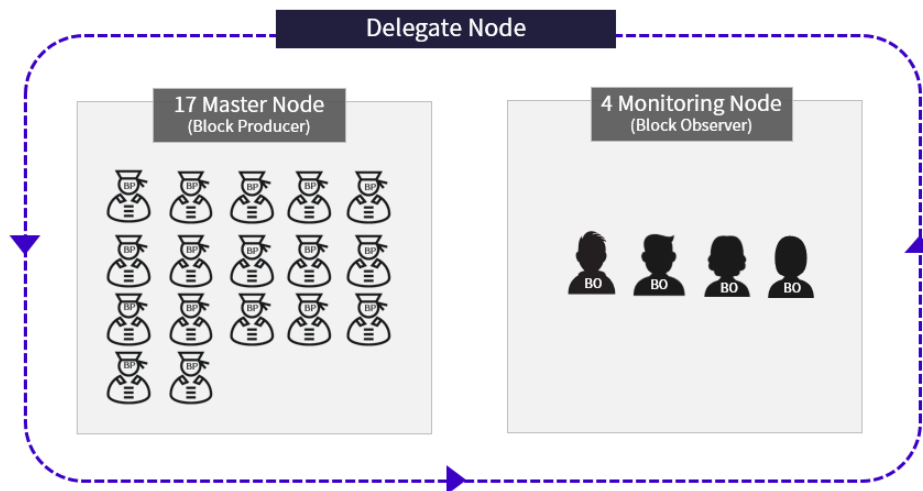 Delegate Node
17 Master Node
(Block Producer)
4 Monitoring Node
(Block Observer)
BP BP BP BP BP
BP BP BP BP BP
BP BP BP BP BP
BP BP
BO BO BO BO